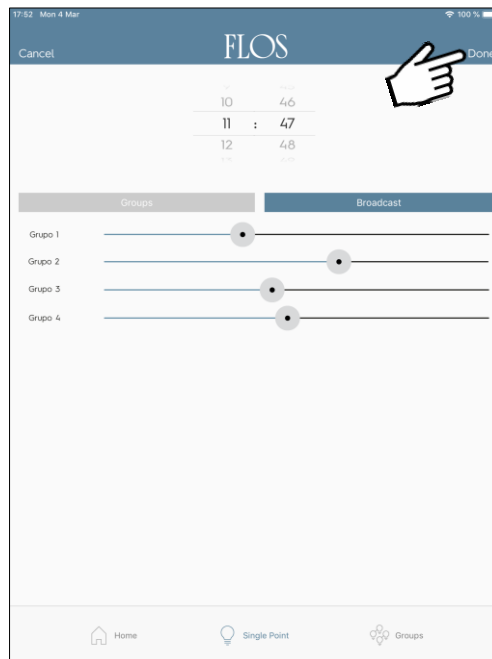 17:52 Mon 4 Mar 100 %
Cancel FLOS Done
10 46
11 : 47
12 48
Groups Broadcast
Grupo 1
Grupo 2
Grupo 3
Grupo 4
Home Single Point Groups